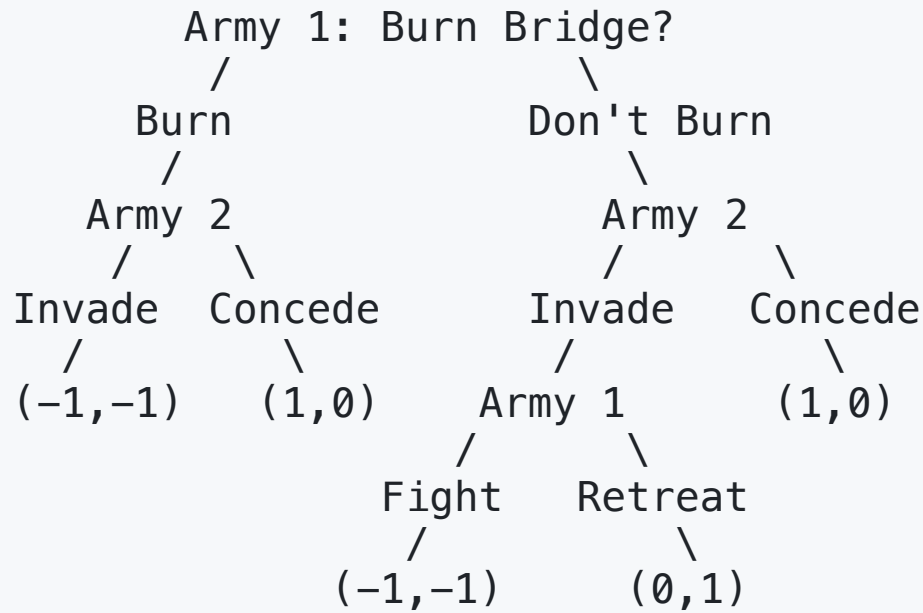 Army 1: Burn Bridge?
/ \
Burn Don't Burn
/ \
Army 2 Army 2
/ \ / \
Invade Concede Invade Concede
/ \ / \
(−1,−1) (1,0) Army 1 (1,0)
/ \
Fight Retreat
/ \
(−1,−1) (0,1)